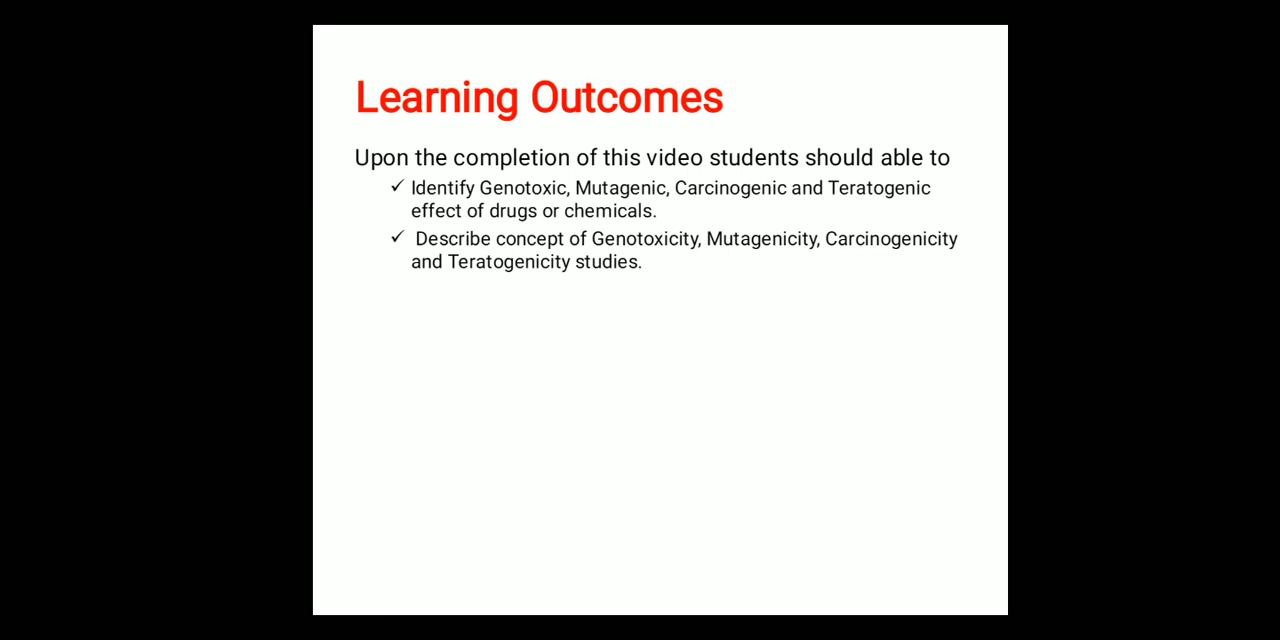 Learning Outcomes
Upon the completion of this video students should able to
✓ Identify Genotoxic, Mutagenic, Carcinogenic and Teratogenic
effect of drugs or chemicals.
✓ Describe concept of Genotoxicity, Mutagenicity, Carcinogenicity
and Teratogenicity studies.